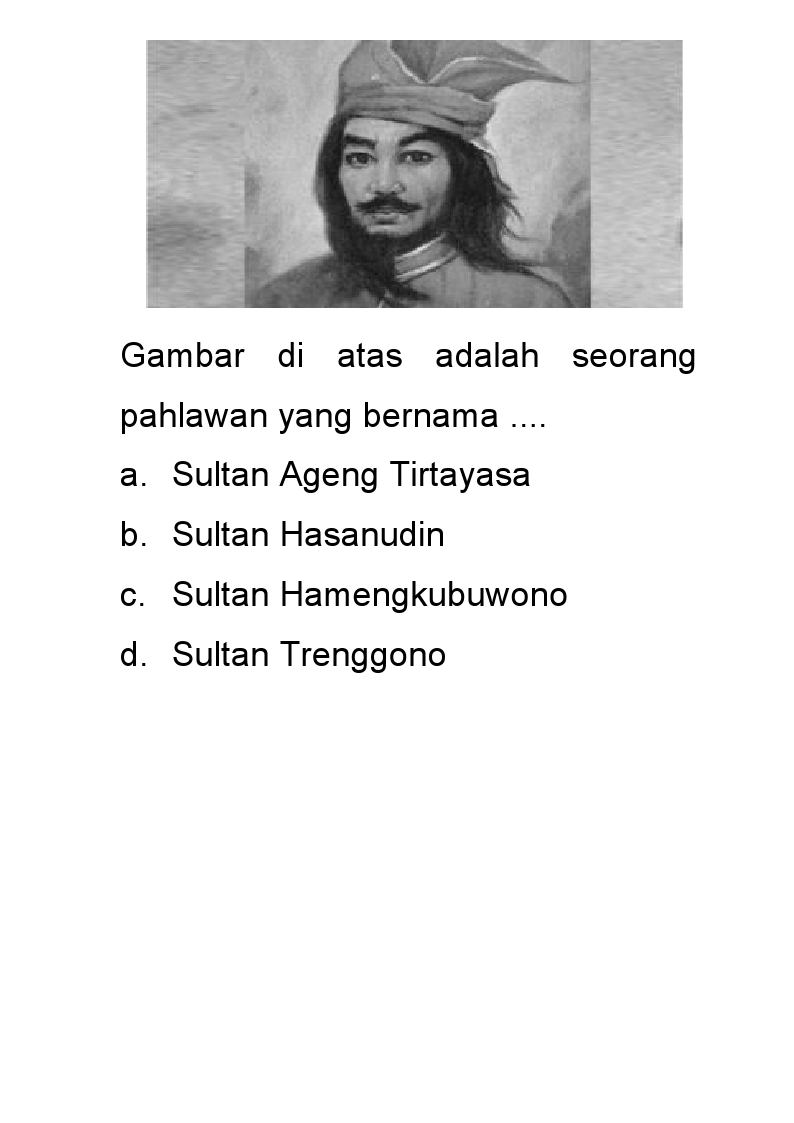 Gambar di atas adalah seorang
pahlawan yang bernama ....
a. Sultan Ageng Tirtayasa
b. Sultan Hasanudin
c. Sultan Hamengkubuwono
d. Sultan Trenggono